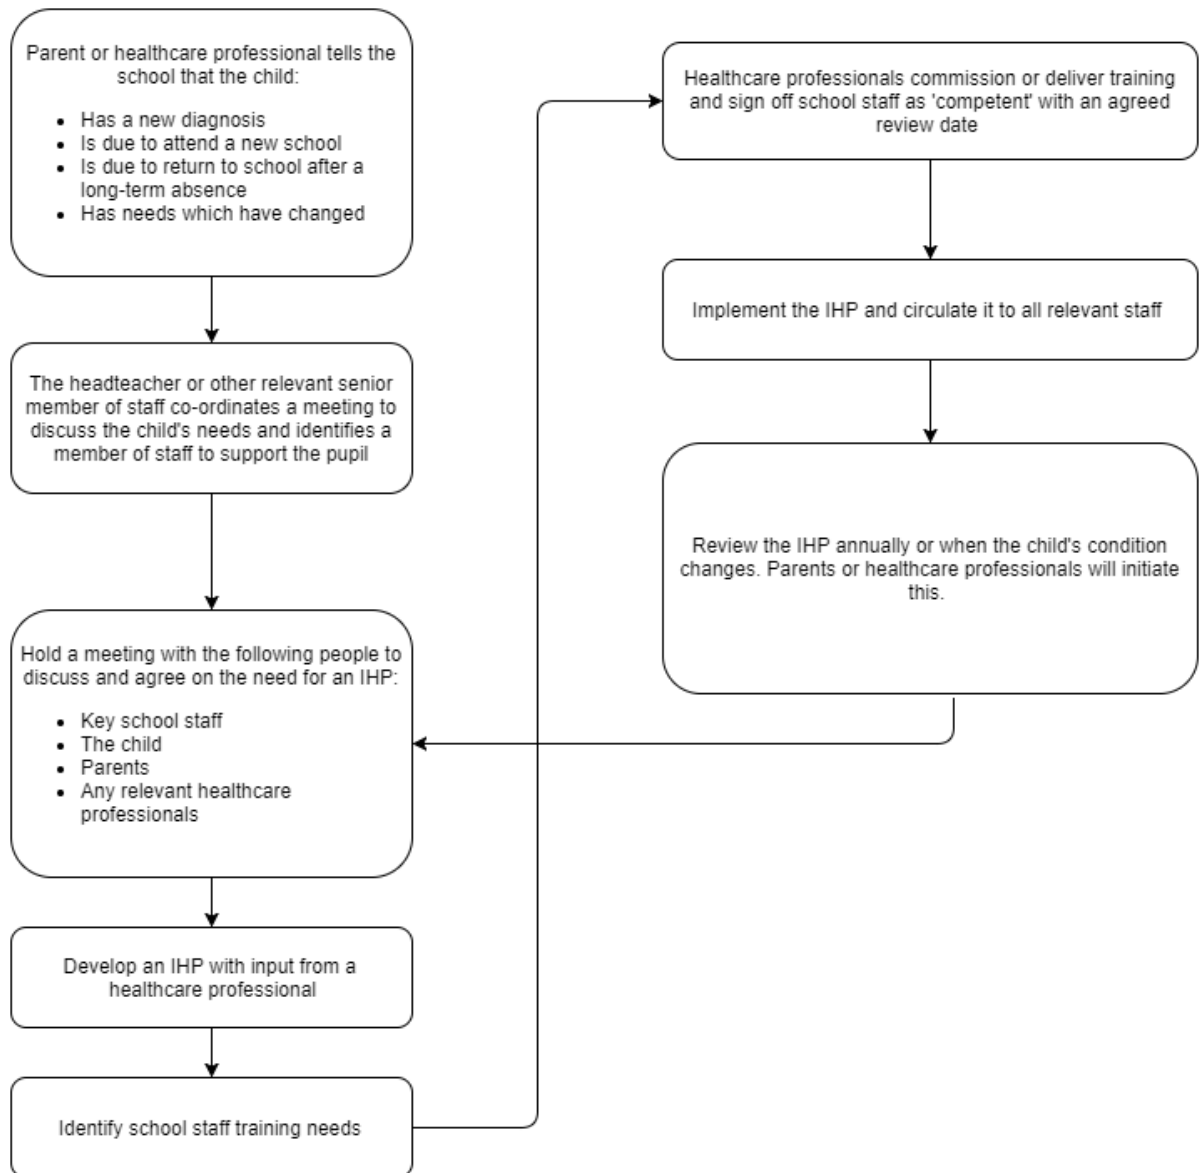 Parent or healthcare professional tells the
school that the child:
• Has a new diagnosis
• Is due to attend a new school
• Is due to return to school after a
long-term absence
• Has needs which have changed
The headteacher or other relevant senior
member of staff co-ordinates a meeting to
discuss the child's needs and identifies a
member of staff to support the pupil
Hold a meeting with the following people to
discuss and agree on the need for an IHP:
• Key school staff
• The child
• Parents
• Any relevant healthcare
professionals
Develop an IHP with input from a
healthcare professional
Identify school staff training needs
Healthcare professionals commission or deliver training
and sign off school staff as 'competent' with an agreed
review date
Implement the IHP and circulate it to all relevant staff
Review the IHP annually or when the child's condition
changes. Parents or healthcare professionals will initiate
this.